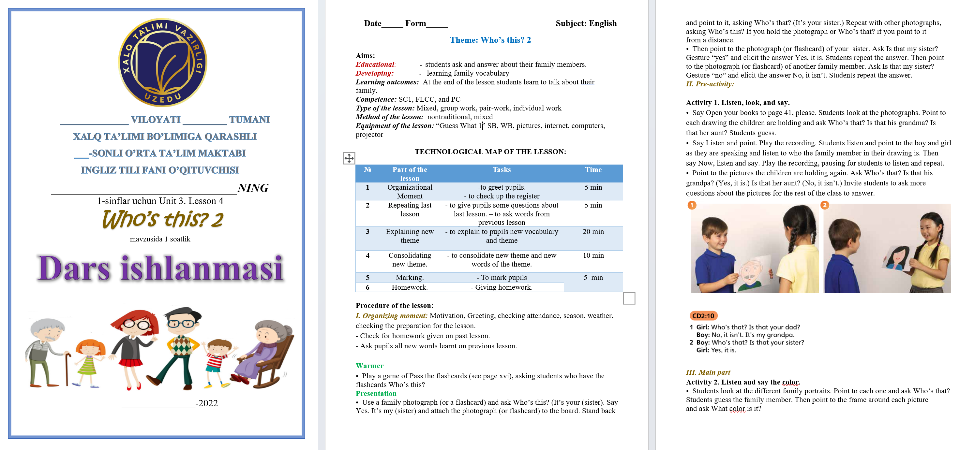 XALQ TA'LIMI VAZIRLIGI
UZEDU
____________ VILOYATI __________ TUMANI
XALQ TA'LIMI BO'LIMIGA QARASHLI
___-SONLI O'RTA TA'LIM MAKTABI
INGLIZ TILI FANI O'QITUVCHISI
______________________________NING
1-sinflar uchun Unit 3. Lesson 4
Who's this? 2
mavzusida 1 soatlik
Dars ishlanmasi
-2022
Date_____ Form_____ Subject: English
Theme: Who's this? 2
Aims:
Educational - students ask and answer about their family members.
Developing: - learning family vocabulary
Learning outcomes: At the end of the lesson students learn to talk about their
family.
Competence: SC1, FLCC, and PC
Type of the lesson: Mixed, group work, pair-work, individual work
Method of the lesson: nontraditional, mixed
Equipment of the lesson: "Guess What 1" SB, WB, pictures, internet, computers,
projector
TECHNOLOGICAL MAP OF THE LESSON:
№ Part of the lesson Tasks Time
1 Organizational Moment - to greet pupils. - to check up the register 5 min
2 Repeating last lesson - to give pupils some questions about last lesson. – to ask words from previous lesson 5 min
3 Explaining new theme - to explain to pupils new vocabulary and theme 20 min
4 Consolidating new theme. - to consolidate new theme and new words of the theme. 10 min
5 Marking. - To mark pupils 5 min
6 Homework. - Giving homework.
Procedure of the lesson:
I. Organizing moment: Motivation, Greeting, checking attendance, season, weather,
checking the preparation for the lesson.
- Check for homework given on past lesson.
- Ask pupils all new words learnt on previous lesson.
Warmer
• Play a game of Pass the flashcards (see page xvi), asking students who have the
flashcards Who's this?
Presentation
• Use a family photograph (or a flashcard) and ask Who's this? (It's your (sister). Say
Yes. It's my (sister) and attach the photograph (or flashcard) to the board. Stand back
and point to it, asking Who's that? (It's your sister.) Repeat with other photographs,
asking Who's this? If you hold the photograph or Who's that? if you point to it
from a distance.
• Then point to the photograph (or flashcard) of your sister. Ask Is that my sister?
Gesture "yes" and elicit the answer Yes, it is. Students repeat the answer. Then point
to the photograph (or flashcard) of another family member. Ask Is that my sister?
Gesture "no" and elicit the answer No, it isn't. Students repeat the answer.
II. Pre-activity:
Activity 1. Listen, look, and say.
• Say Open your books to page 41, please. Students look at the photographs. Point to
each drawing the children are holding and ask Who's that? Is that his grandma? Is
that her aunt? Students guess.
• Say Listen and point. Play the recording. Students listen and point to the boy and girl
as they are speaking and listen to who the family member in their drawing is. Then
say Now, listen and say. Play the recording, pausing for students to listen and repeat.
• Point to the pictures the children are holding again. Ask Who's that? Is that his
grandpa? (Yes, it is.) Is that her aunt? (No, it isn't.) Invite students to ask more
questions about the pictures for the rest of the class to answer.
1 2
CD2:10
1 Girl: Who's that? Is that your dad?
Boy: No, it isn't. It's my grandpa.
2 Boy: Who's that? Is that your sister?
Girl: Yes, it is.
III. Main part
Activity 2. Listen and say the color.
• Students look at the different family portraits. Point to each one and ask Who's that?
Students guess the family member. Then point to the frame around each picture
and ask What color is it?